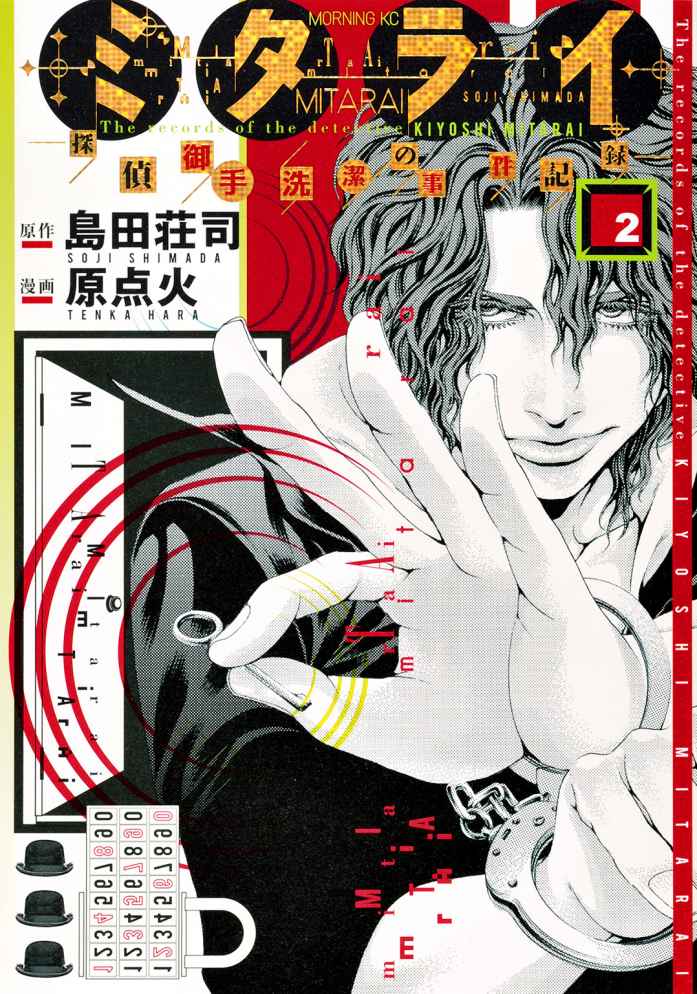 MORNING KC
ミタライ
MITARAI
SOJI SHIMADA
The records of the detective KIYOSHI MITARAI
探偵御手洗潔の事件記録
2
原作 島田荘司
SOJI SHIMADA
漫画 原点火
TENKA HARA
The records of the detective KIYOSHI MITARAI
MITArai
MitaraimiTArAi